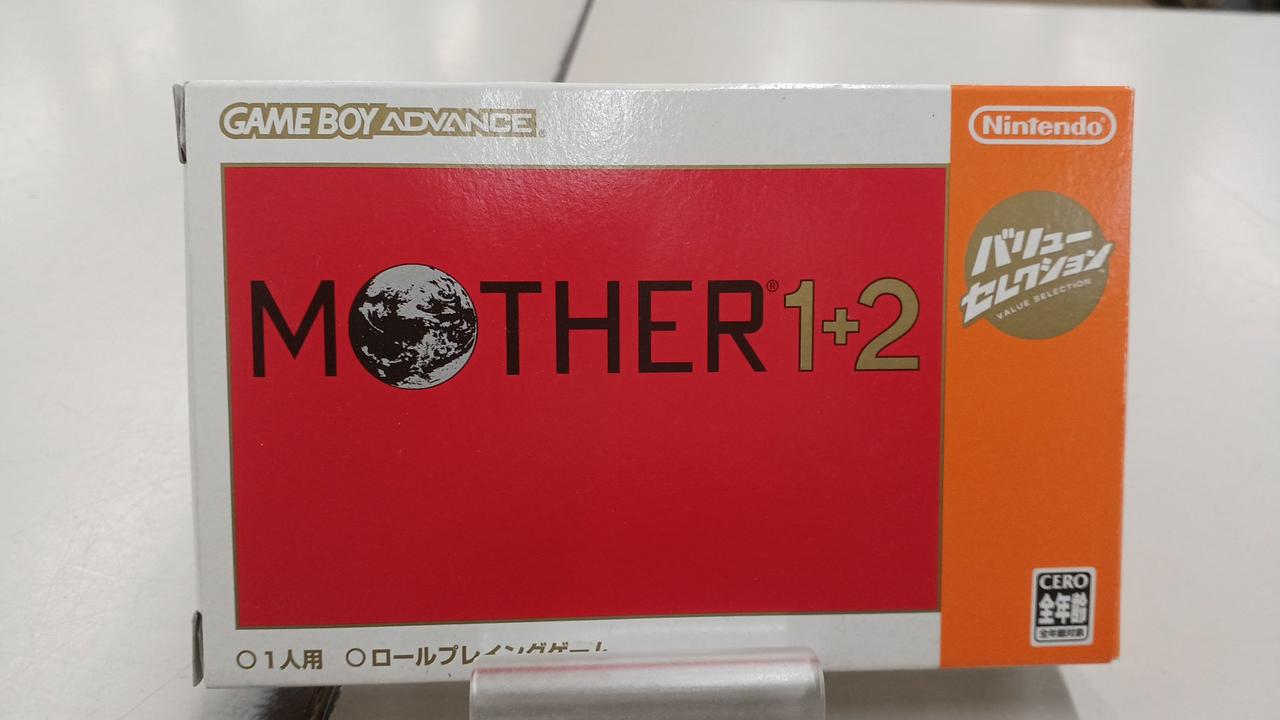 GAME BOY ADVANCE
Nintendo®
バリュー
セレクション
VALUE SELECTION
MOTHER® 1+2
CERO
全年齢
全年齢対象
○1人用 ○ロールプレイングゲーム